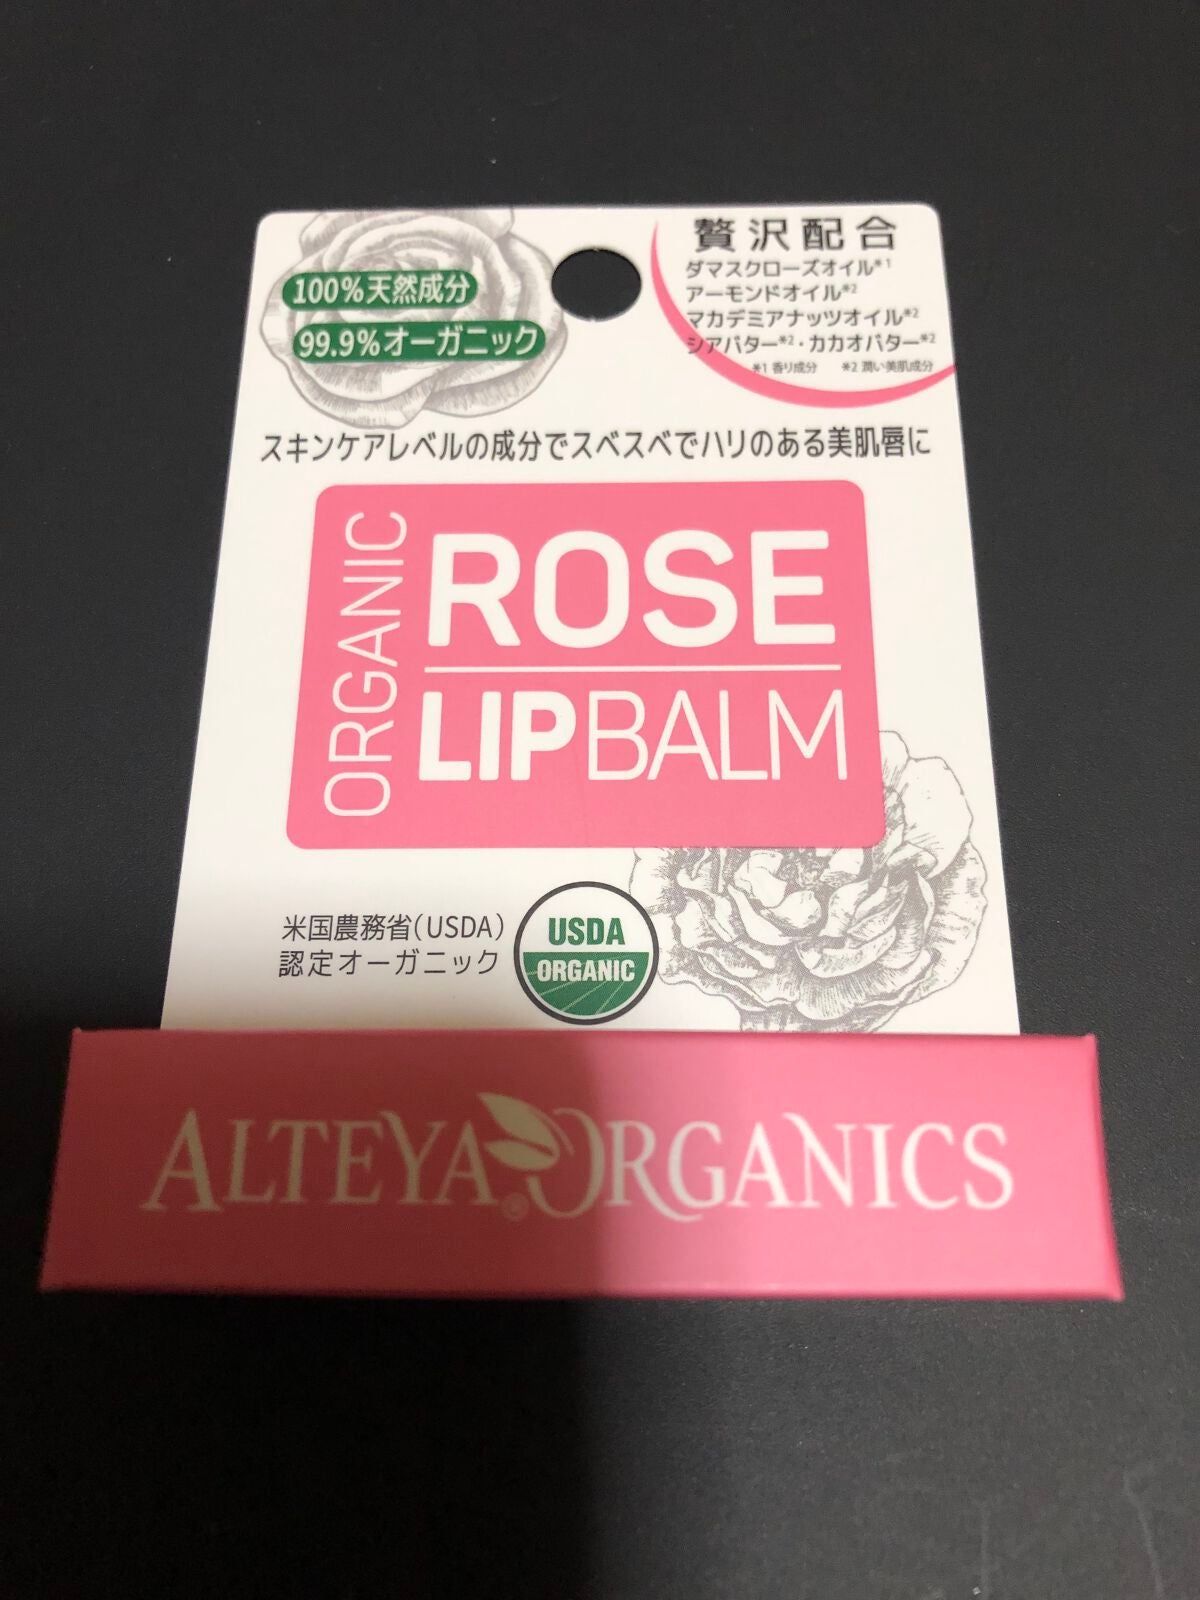 100%天然成分
99.9%オーガニック
贅沢配合
ダマスクローズオイル※1
アーモンドオイル※2
マカデミアナッツオイル※2
シアバター※2・カカオバター※2
※1 香り成分　※2 潤い美肌成分
スキンケアレベルの成分でスベスベでハリのある美肌唇に
ORGANIC
ROSE
LIPBALM
米国農務省(USDA)
認定オーガニック
USDA
ORGANIC
ALTEYA ORGANICS
®